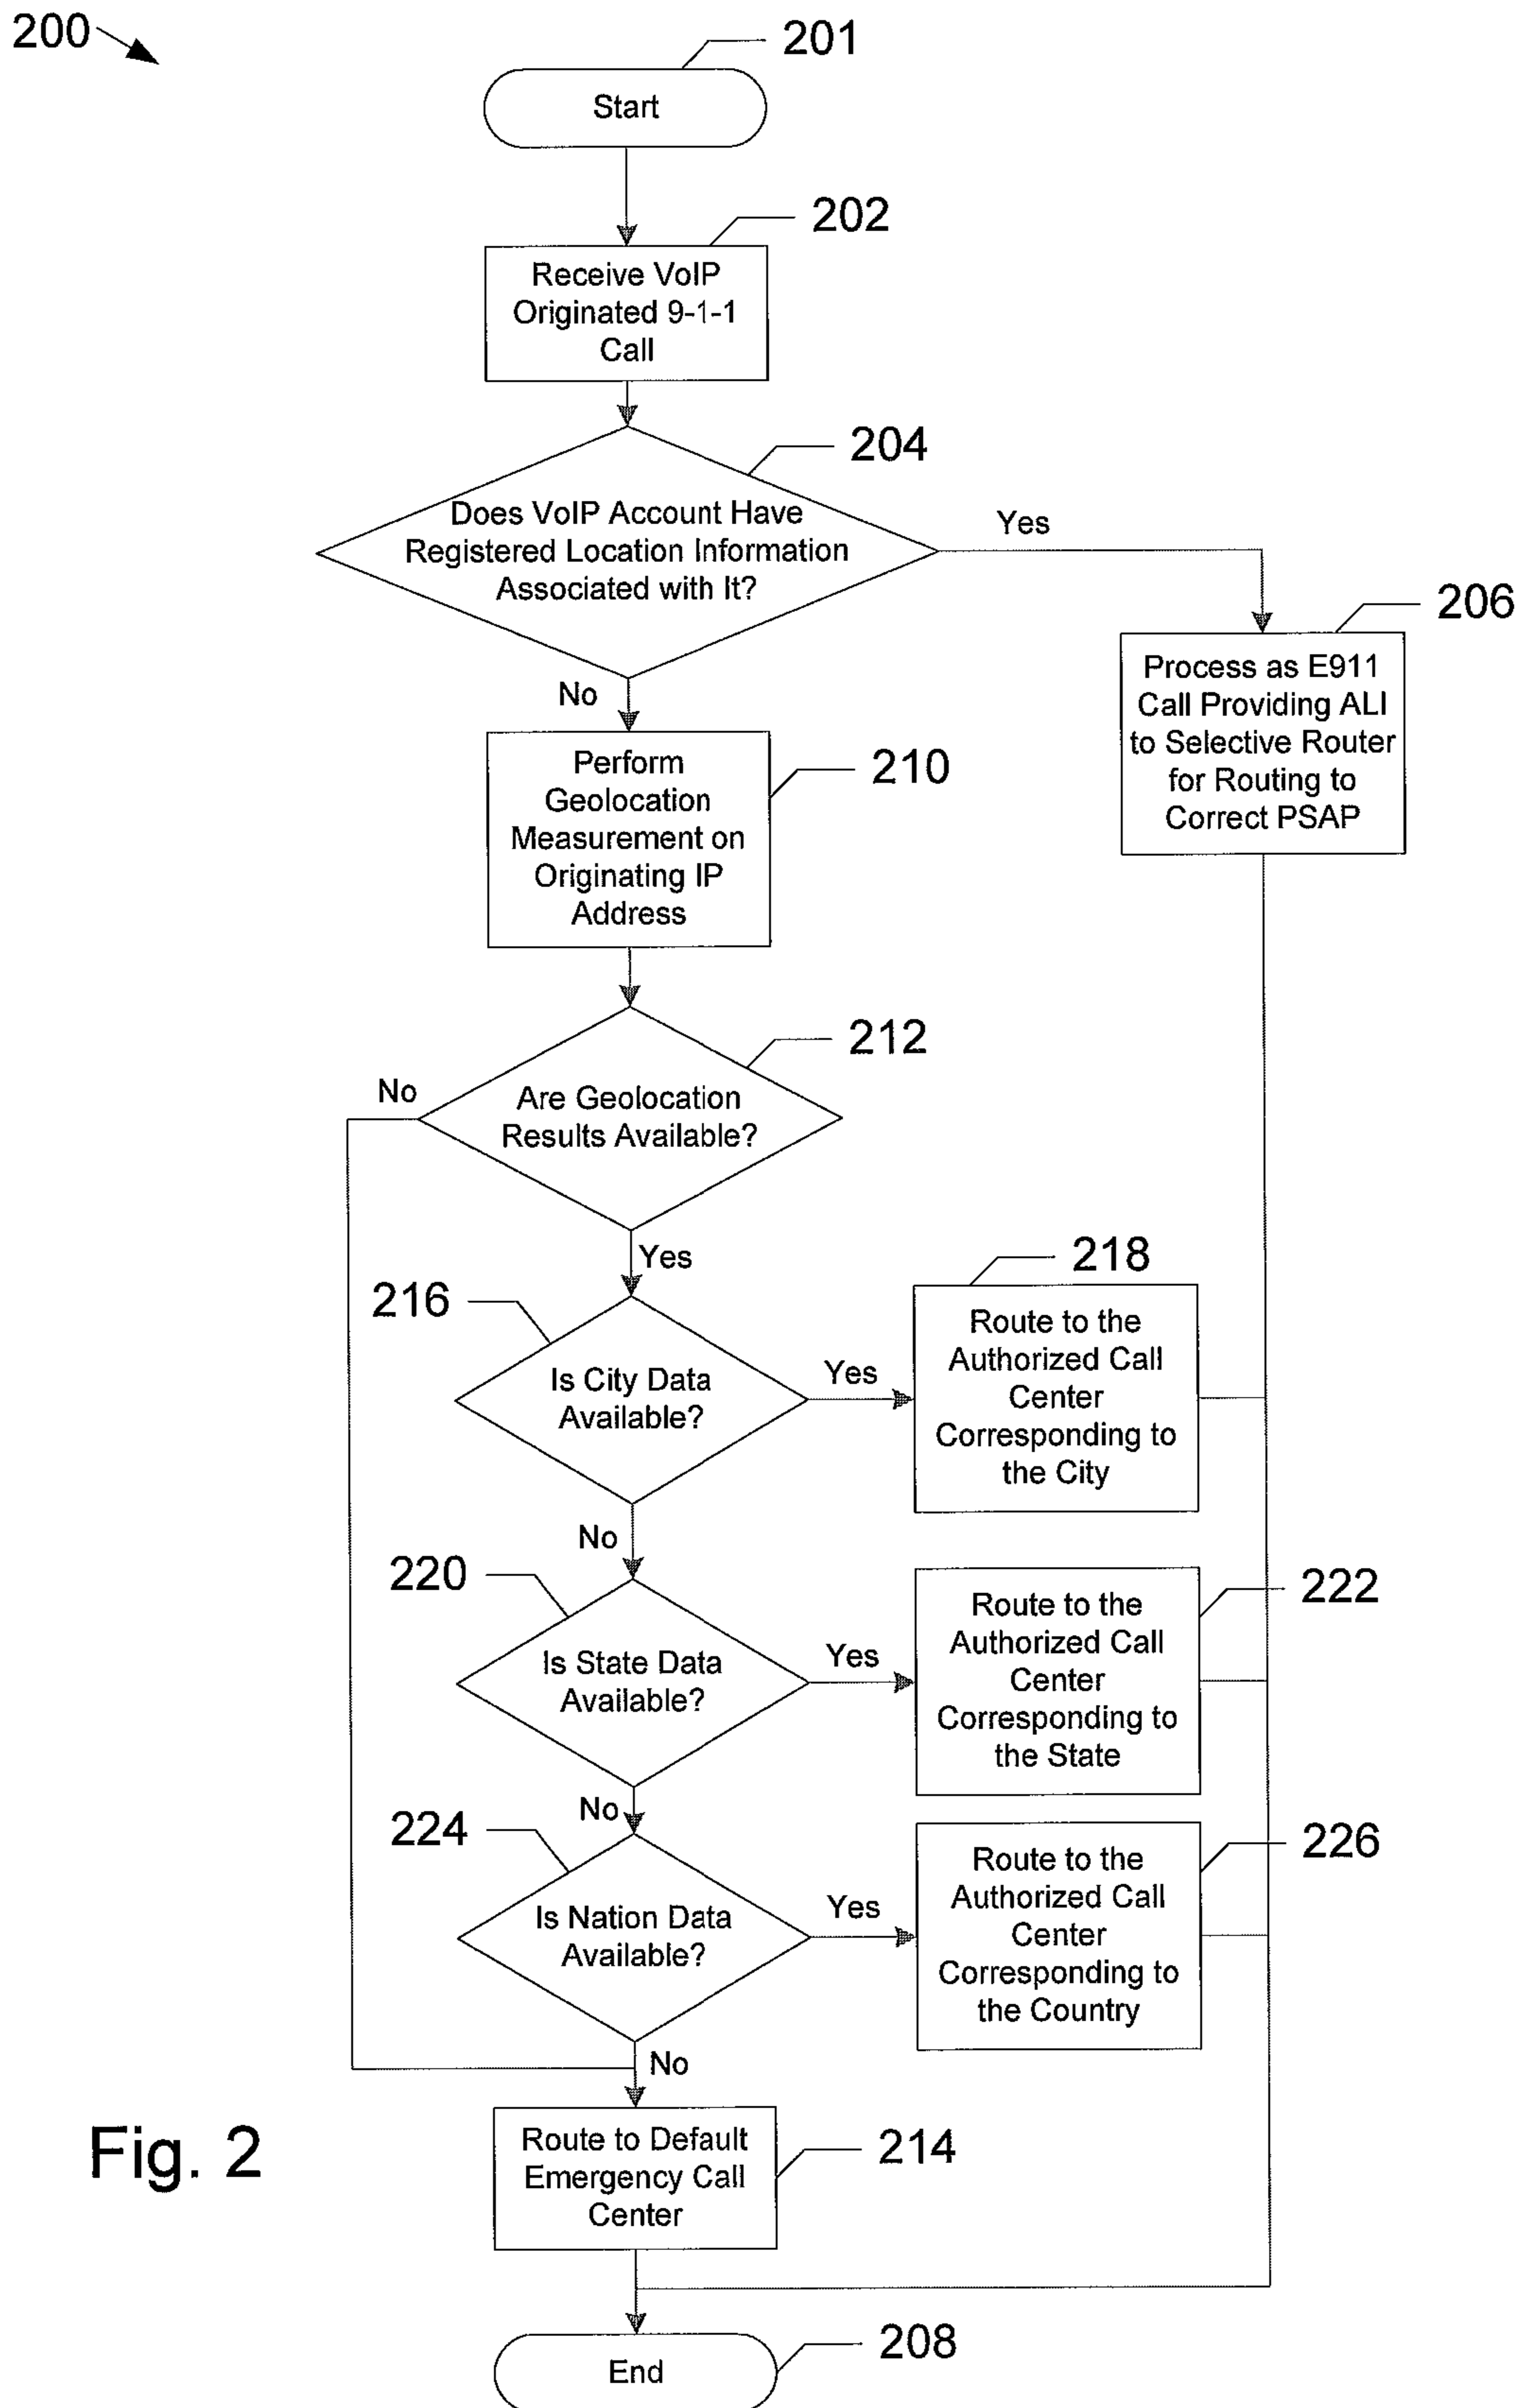 200
201
Start
202
Receive VoIP
Originated 9-1-1
Call
204
Does VoIP Account Have
Registered Location Information
Associated with It?
Yes
206
Process as E911
Call Providing ALI
to Selective Router
for Routing to
Correct PSAP
No
210
Perform
Geolocation
Measurement on
Originating IP
Address
212
No
Are Geolocation
Results Available?
Yes
216
Is City Data
Available?
Yes
218
Route to the
Authorized Call
Center
Corresponding to
the City
No
220
Is State Data
Available?
Yes
222
Route to the
Authorized Call
Center
Corresponding to
the State
No
224
Is Nation Data
Available?
Yes
226
Route to the
Authorized Call
Center
Corresponding to
the Country
No
Fig. 2
Route to Default
Emergency Call
Center
214
208
End